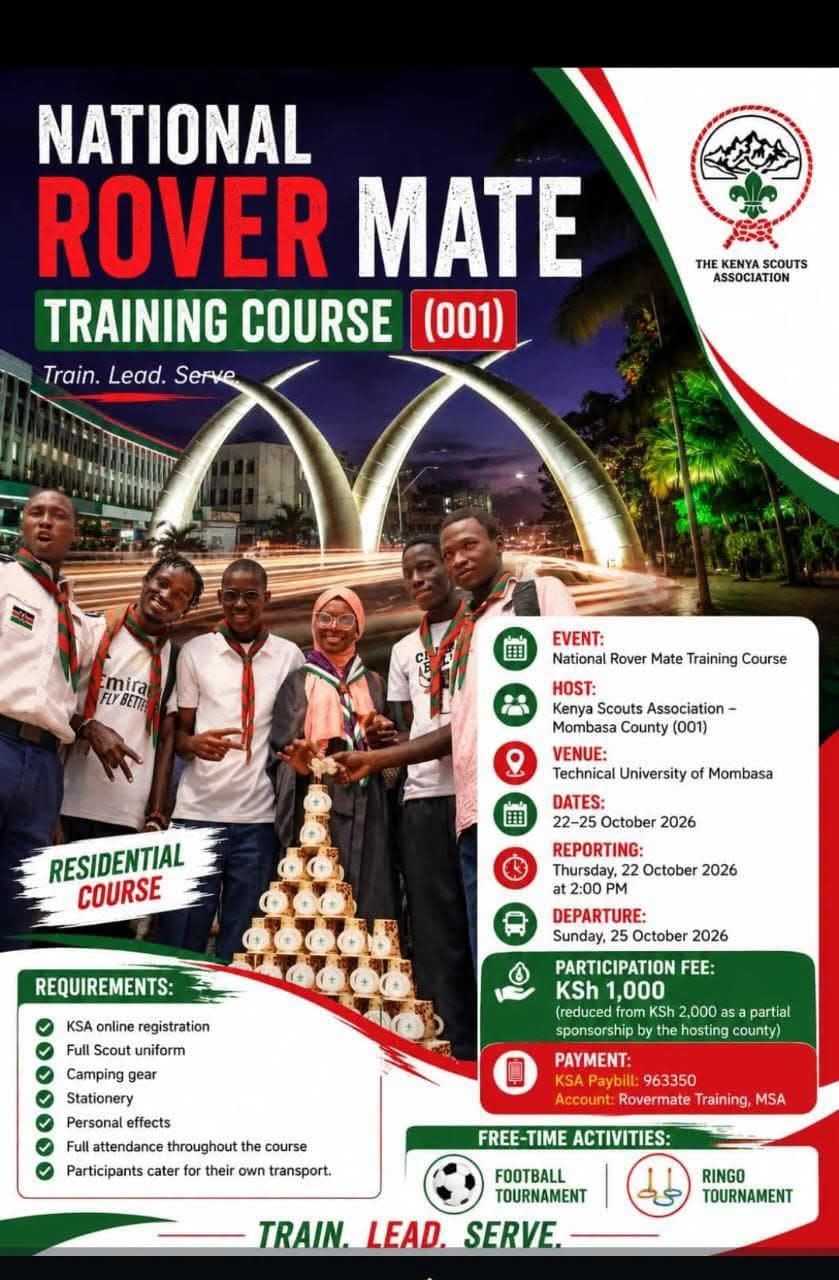 NATIONAL
ROVER MATE
TRAINING COURSE (001)
Train. Lead. Serve.
THE KENYA SCOUTS
ASSOCIATION
Emira
FLY BETTER
RESIDENTIAL
COURSE
EVENT:
National Rover Mate Training Course
HOST:
Kenya Scouts Association –
Mombasa County (001)
VENUE:
Technical University of Mombasa
DATES:
22–25 October 2026
REPORTING:
Thursday, 22 October 2026
at 2:00 PM
DEPARTURE:
Sunday, 25 October 2026
PARTICIPATION FEE:
KSh 1,000
(reduced from KSh 2,000 as a partial
sponsorship by the hosting county)
PAYMENT:
KSA Paybill: 963350
Account: Rovermate Training, MSA
REQUIREMENTS:
KSA online registration
Full Scout uniform
Camping gear
Stationery
Personal effects
Full attendance throughout the course
Participants cater for their own transport.
FREE-TIME ACTIVITIES:
FOOTBALL
TOURNAMENT
RINGO
TOURNAMENT
TRAIN. LEAD. SERVE.